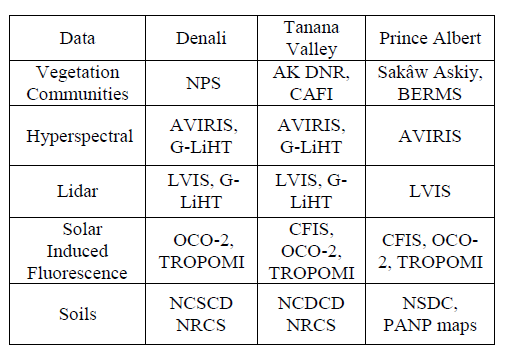 Data Denali Tanana Valley Prince Albert
Vegetation Communities NPS AK DNR, CAFI Sakâw Askiy, BERMS
Hyperspectral AVIRIS, G-LiHT AVIRIS, G-LiHT AVIRIS
Lidar LVIS, G-LiHT LVIS, G-LiHT LVIS
Solar Induced Fluorescence OCO-2, TROPOMI CFIS, OCO-2, TROPOMI CFIS, OCO-2, TROPOMI
Soils NCSCD NRCS NCDCD NRCS NSDC, PANP maps